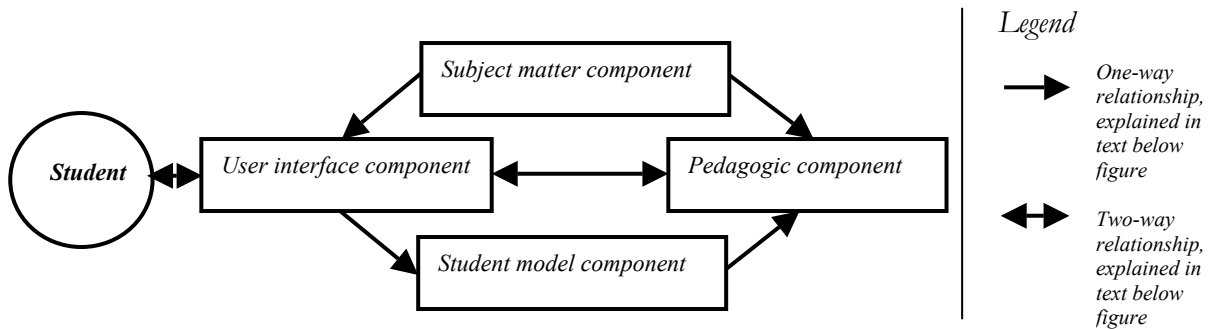 Subject matter component
Student
User interface component
Pedagogic component
Student model component
Legend
One-way
relationship,
explained in
text below
figure
Two-way
relationship,
explained in
text below
figure